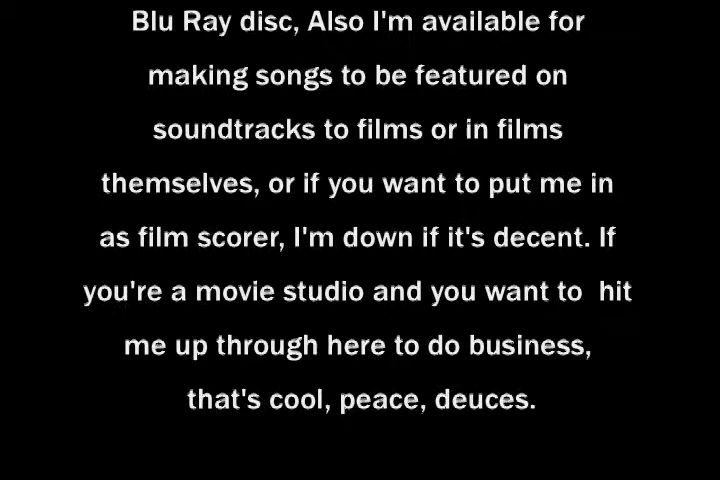 Blu Ray disc, Also I'm available for
making songs to be featured on
soundtracks to films or in films
themselves, or if you want to put me in
as film scorer, I'm down if it's decent. If
you're a movie studio and you want to  hit
me up through here to do business,
that's cool, peace, deuces.